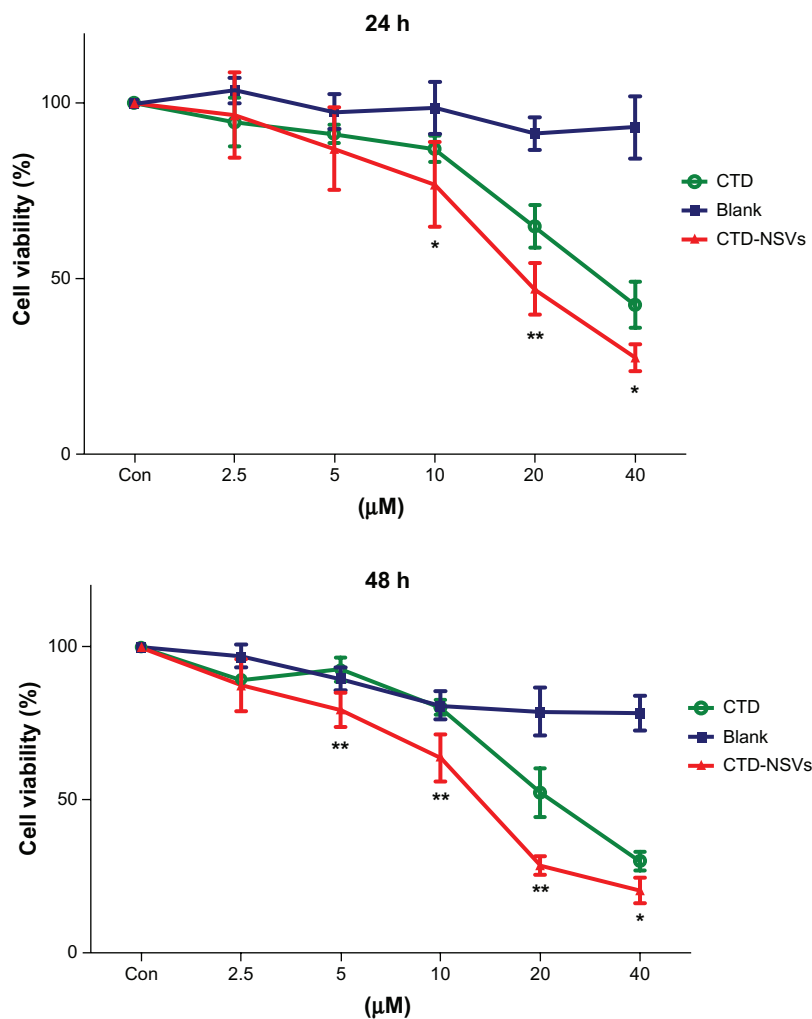 24 h
Cell viability (%)
100
50
0
Con 2.5 5 10 20 40
(μM)
CTD
Blank
CTD-NSVs
*
**
*
48 h
Cell viability (%)
100
50
0
Con 2.5 5 10 20 40
(μM)
CTD
Blank
CTD-NSVs
**
**
**
*